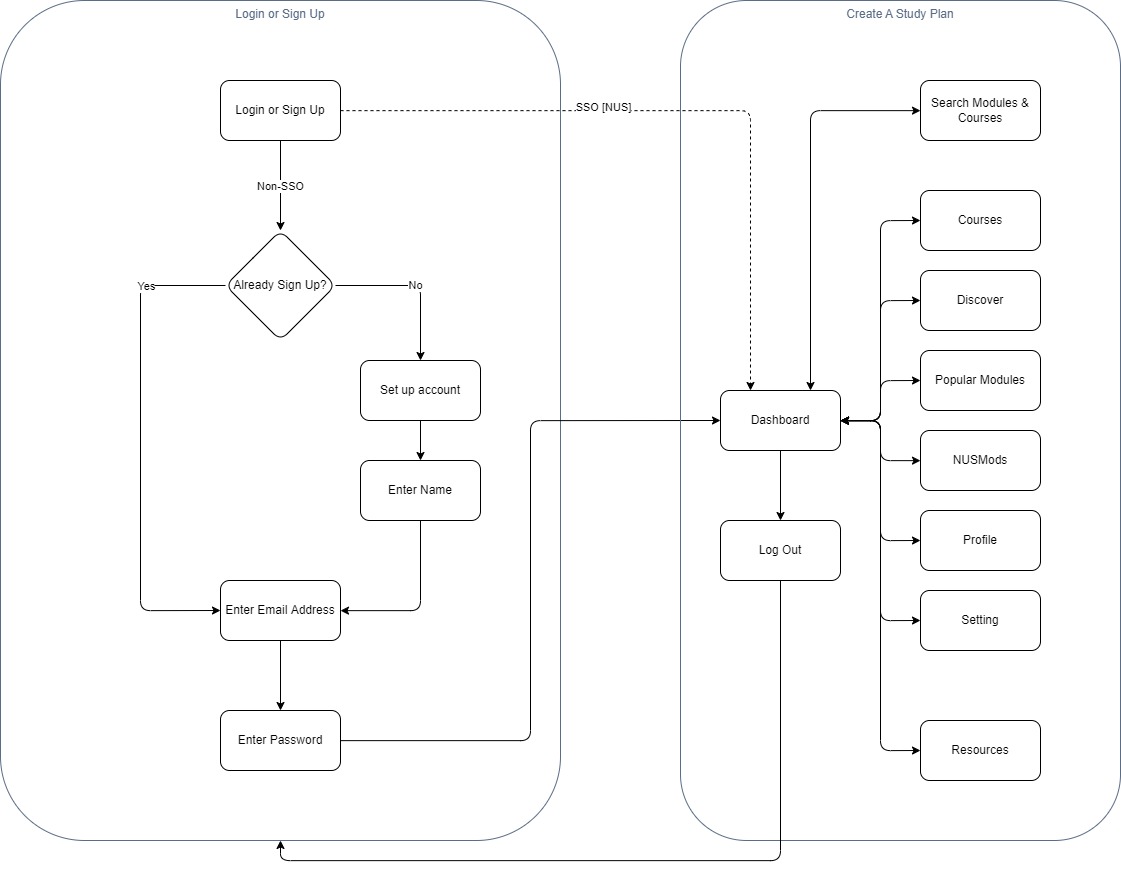 Login or Sign Up
Create A Study Plan
Login or Sign Up
SSO [NUS]
Search Modules &
Courses
Non-SSO
Courses
Yes
Already Sign Up?
No
Discover
Set up account
Popular Modules
Dashboard
Enter Name
NUSMods
Log Out
Profile
Enter Email Address
Setting
Enter Password
Resources